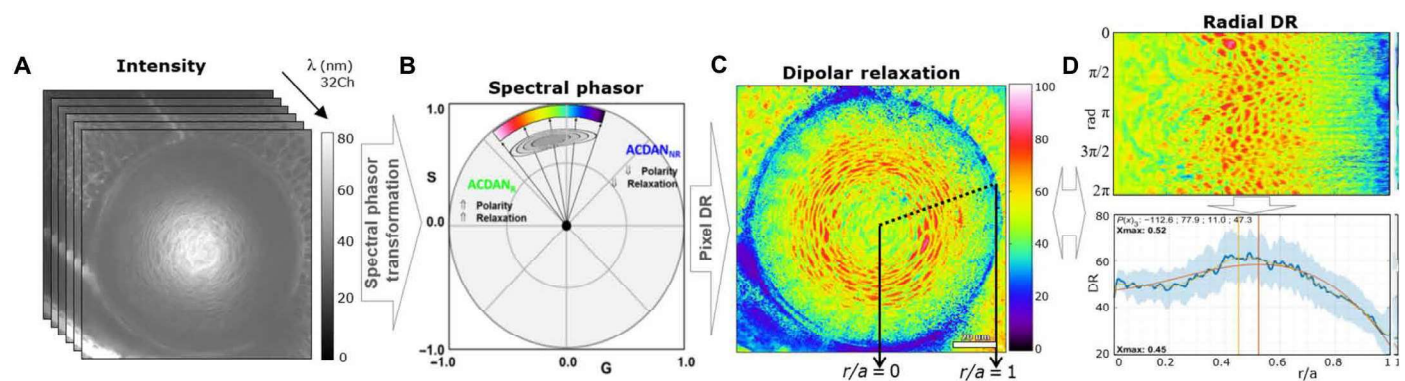 A
Intensity
λ (nm)
32Ch
80
60
40
20
0
Spectral phasor
transformation
B
Spectral phasor
1.0
S
0.0
−1.0
0.0
G
1.0
ACDAN_NR
⇩ Polarity
⇩ Relaxation
ACDAN_R
⇧ Polarity
⇧ Relaxation
Pixel DR
C
Dipolar relaxation
100
80
60
40
20
0
r/a = 0
r/a = 1
D
Radial DR
0
π/2
π
3π/2
2π
rad
P(x)₃: −112.6 ; 77.9 ; 11.0 ; 47.3
Xmax: 0.52
80
60
40
20
DR
Xmax: 0.45
0 0.2 0.4 0.6 0.8 1
r/a